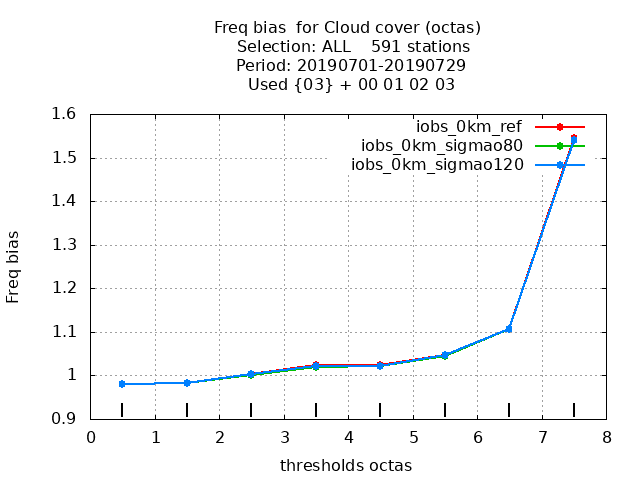 Freq bias  for Cloud cover (octas)
Selection: ALL    591 stations
Period: 20190701-20190729
Used {03} + 00 01 02 03
iobs_0km_ref
iobs_0km_sigmao80
iobs_0km_sigmao120
Freq bias
1.6
1.5
1.4
1.3
1.2
1.1
1
0.9
0 1 2 3 4 5 6 7 8
thresholds octas